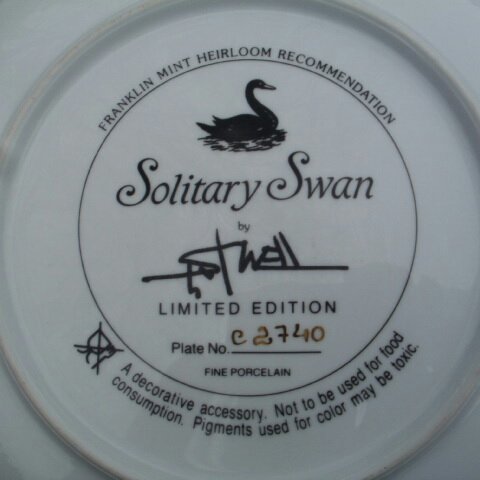 FRANKLIN MINT HEIRLOOM RECOMMENDATION
Solitary Swan
by
LIMITED EDITION
Plate No. C2740
FINE PORCELAIN
A decorative accessory. Not to be used for food
consumption. Pigments used for color may be toxic.